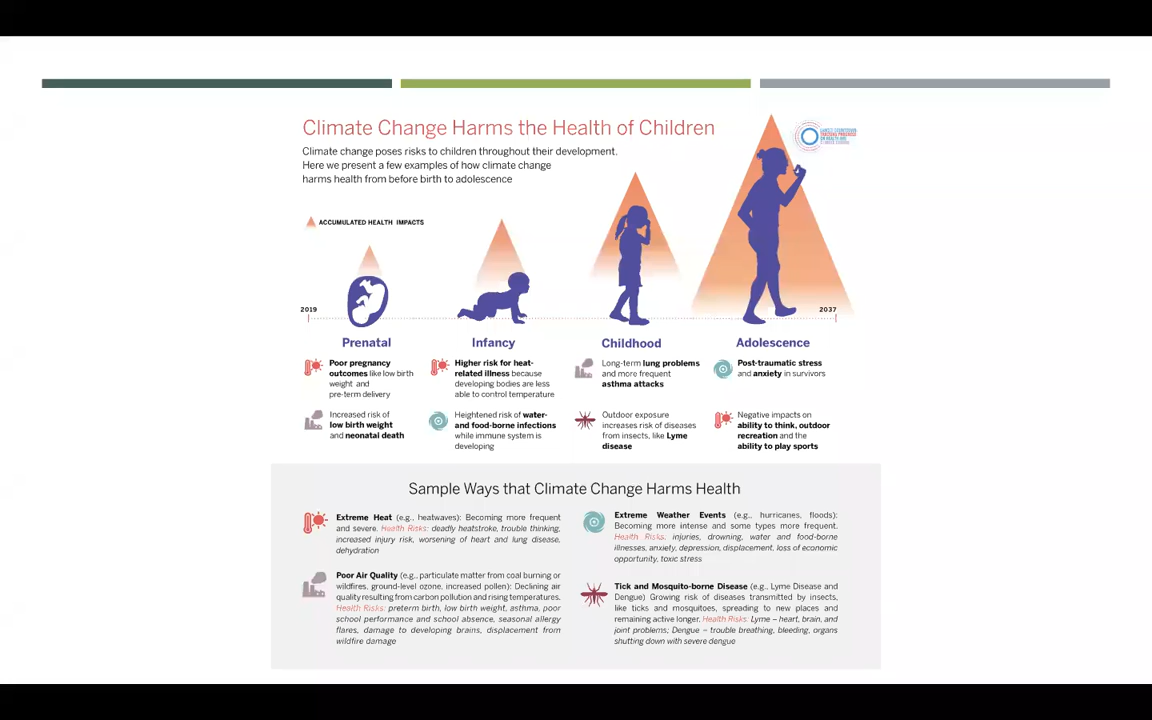 Climate Change Harms the Health of Children
Climate change poses risks to children throughout their development.
Here we present a few examples of how climate change
harms health from before birth to adolescence
ACCUMULATED HEALTH IMPACTS
2019
2037
Prenatal
Poor pregnancy
outcomes like low birth
weight and
pre-term delivery
Increased risk of
low birth weight
and neonatal death
Infancy
Higher risk for heat-
related illness because
developing bodies are less
able to control temperature
Heightened risk of water-
and food-borne infections
while immune system is
developing
Childhood
Long-term lung problems
and more frequent
asthma attacks
Outdoor exposure
increases risk of diseases
from insects, like Lyme
disease
Adolescence
Post-traumatic stress
and anxiety in survivors
Negative impacts on
ability to think, outdoor
recreation and the
ability to play sports
Sample Ways that Climate Change Harms Health
Extreme Heat (e.g., heatwaves): Becoming more frequent
and severe. Health Risks: deadly heatstroke, trouble thinking,
increased injury risk, worsening of heart and lung disease,
dehydration
Poor Air Quality (e.g., particulate matter from coal burning or
wildfires, ground-level ozone, increased pollen): Declining air
quality resulting from carbon pollution and rising temperatures.
Health Risks: preterm birth, low birth weight, asthma, poor
school performance and school absence, seasonal allergy
flares, damage to developing brains, displacement from
wildfire damage
Extreme Weather Events (e.g., hurricanes, floods):
Becoming more intense and some types more frequent.
Health Risks: injuries, drowning, water and food-borne
illnesses, anxiety, depression, displacement, loss of economic
opportunity, toxic stress
Tick and Mosquito-borne Disease (e.g., Lyme Disease and
Dengue) Growing risk of diseases transmitted by insects,
like ticks and mosquitoes, spreading to new places and
remaining active longer. Health Risks: Lyme – heart, brain, and
joint problems; Dengue – trouble breathing, bleeding, organs
shutting down with severe dengue